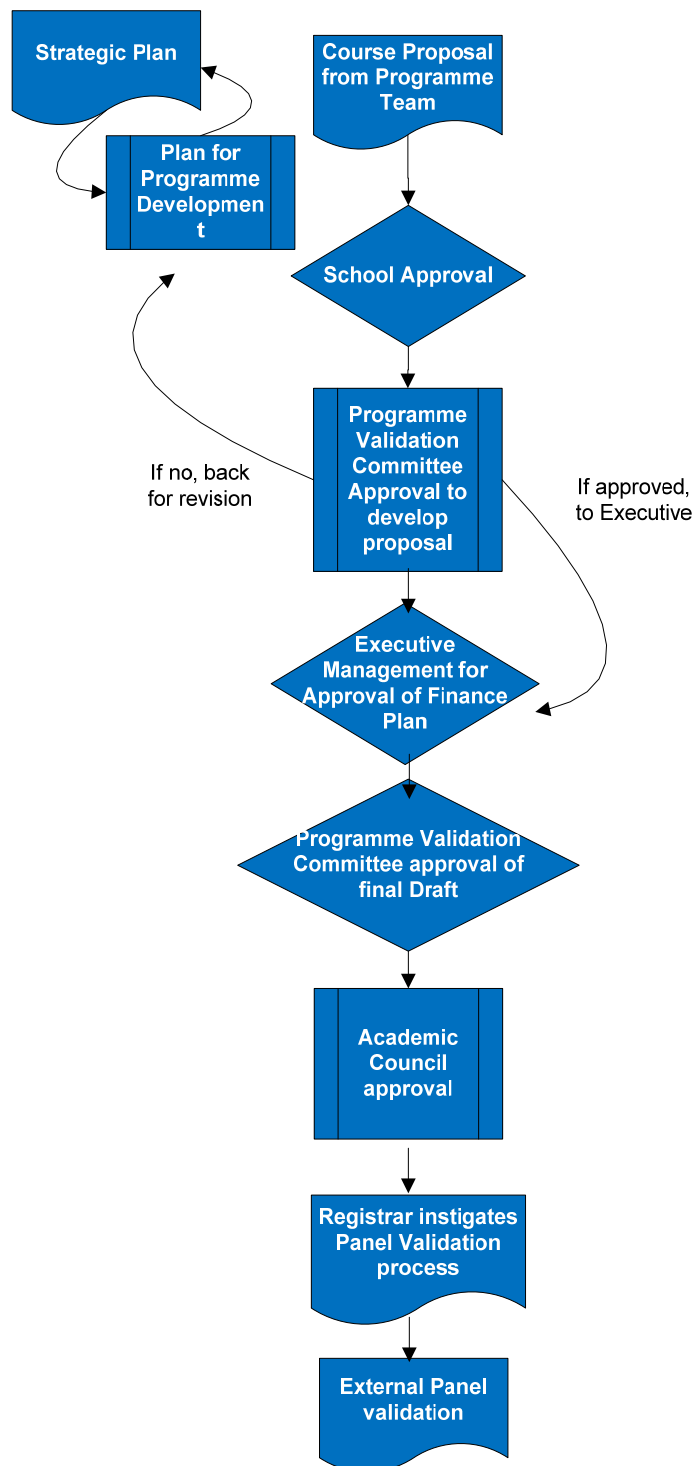 Strategic Plan
Course Proposal
from Programme
Team
Plan for
Programme
Developmen
t
School Approval
Programme
Validation
Committee
Approval to
develop
proposal
If no, back
for revision
If approved,
to Executive
Executive
Management for
Approval of Finance
Plan
Programme Validation
Committee approval of
final Draft
Academic
Council
approval
Registrar instigates
Panel Validation
process
External Panel
validation